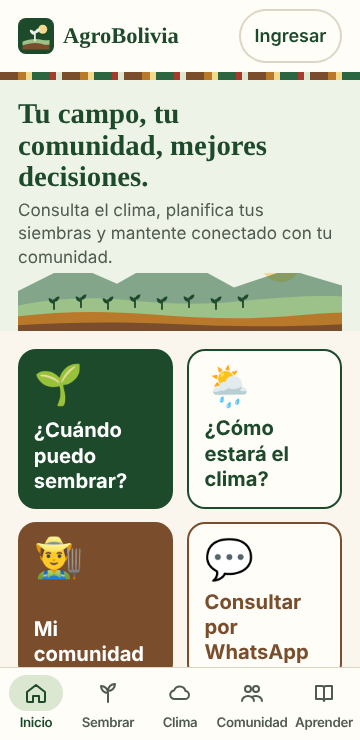 AgroBolivia
Ingresar
Tu campo, tu
comunidad, mejores
decisiones.
Consulta el clima, planifica tus
siembras y mantente conectado con tu
comunidad.
¿Cuándo
puedo
sembrar?
¿Cómo
estará el
clima?
Mi
comunidad
Consultar
por
WhatsApp
Inicio
Sembrar
Clima
Comunidad
Aprender